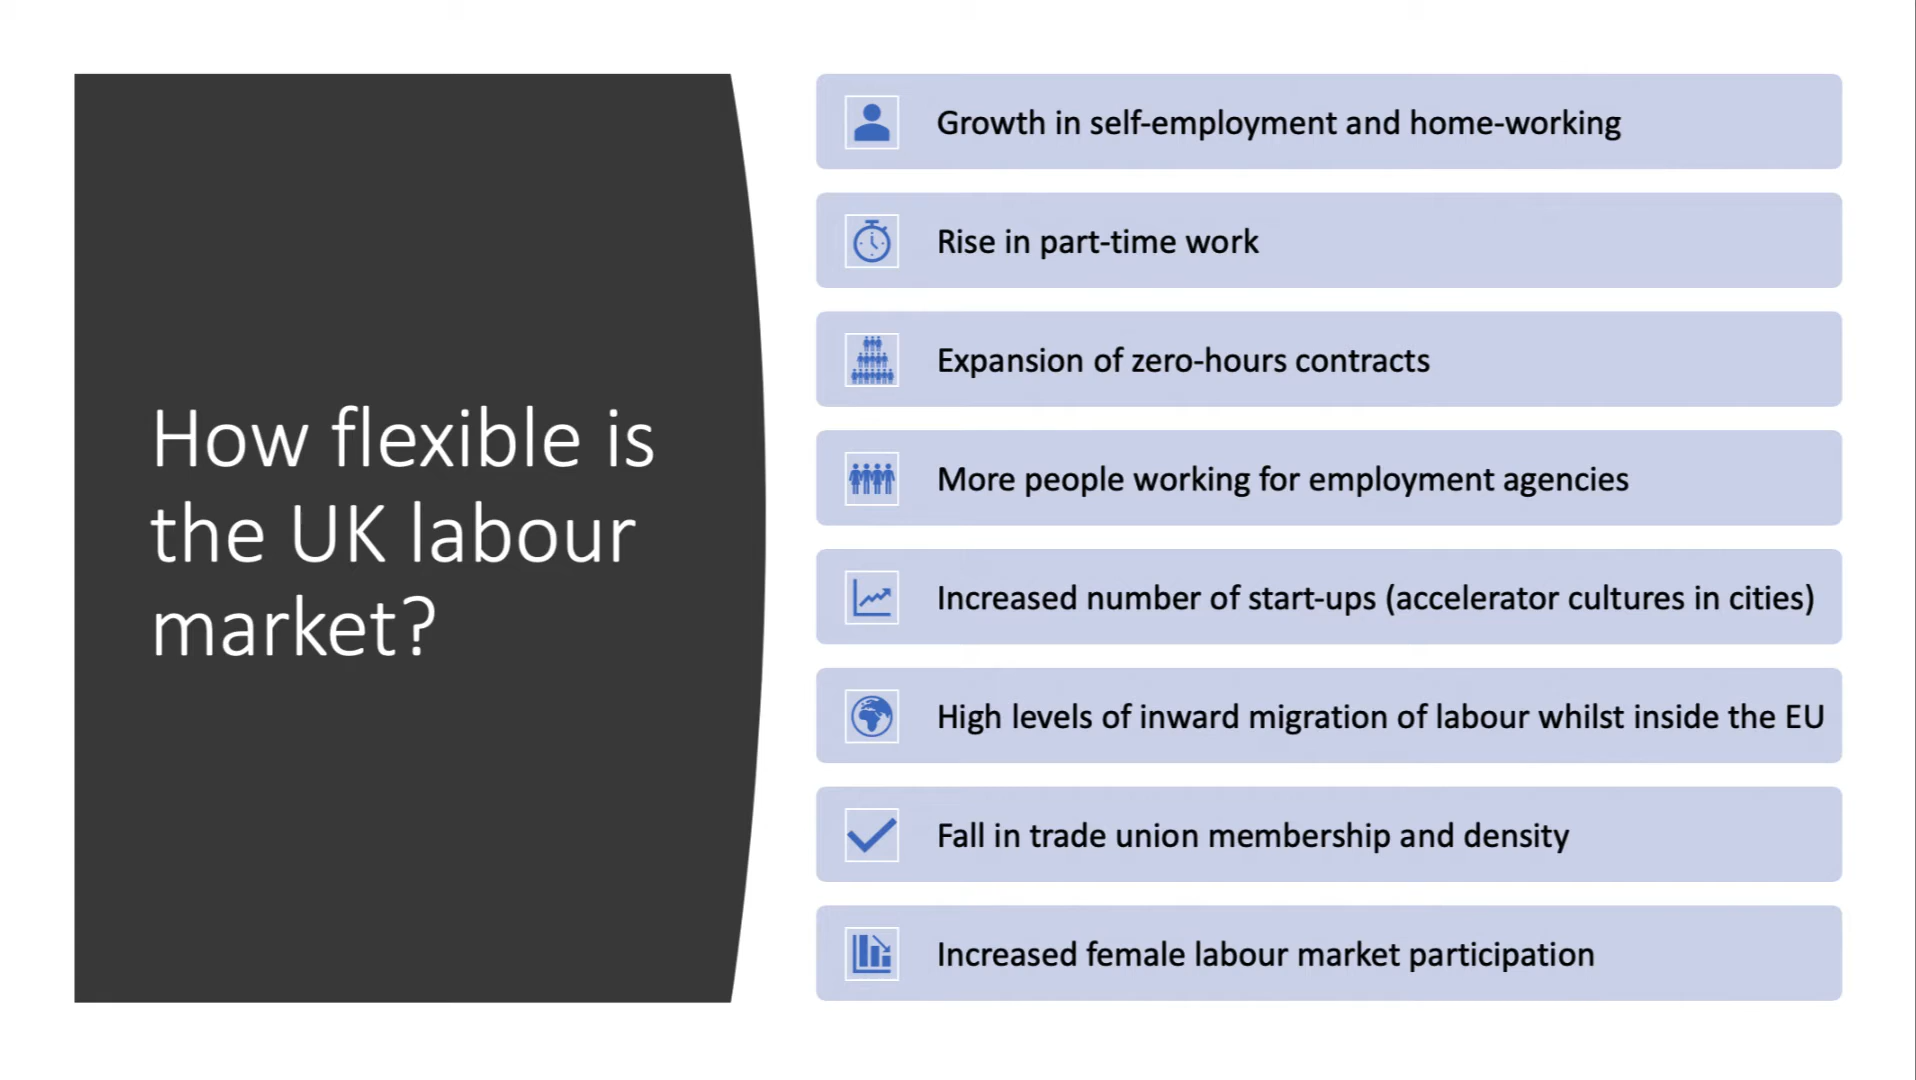 How flexible is
the UK labour
market?
Growth in self-employment and home-working
Rise in part-time work
Expansion of zero-hours contracts
More people working for employment agencies
Increased number of start-ups (accelerator cultures in cities)
High levels of inward migration of labour whilst inside the EU
Fall in trade union membership and density
Increased female labour market participation